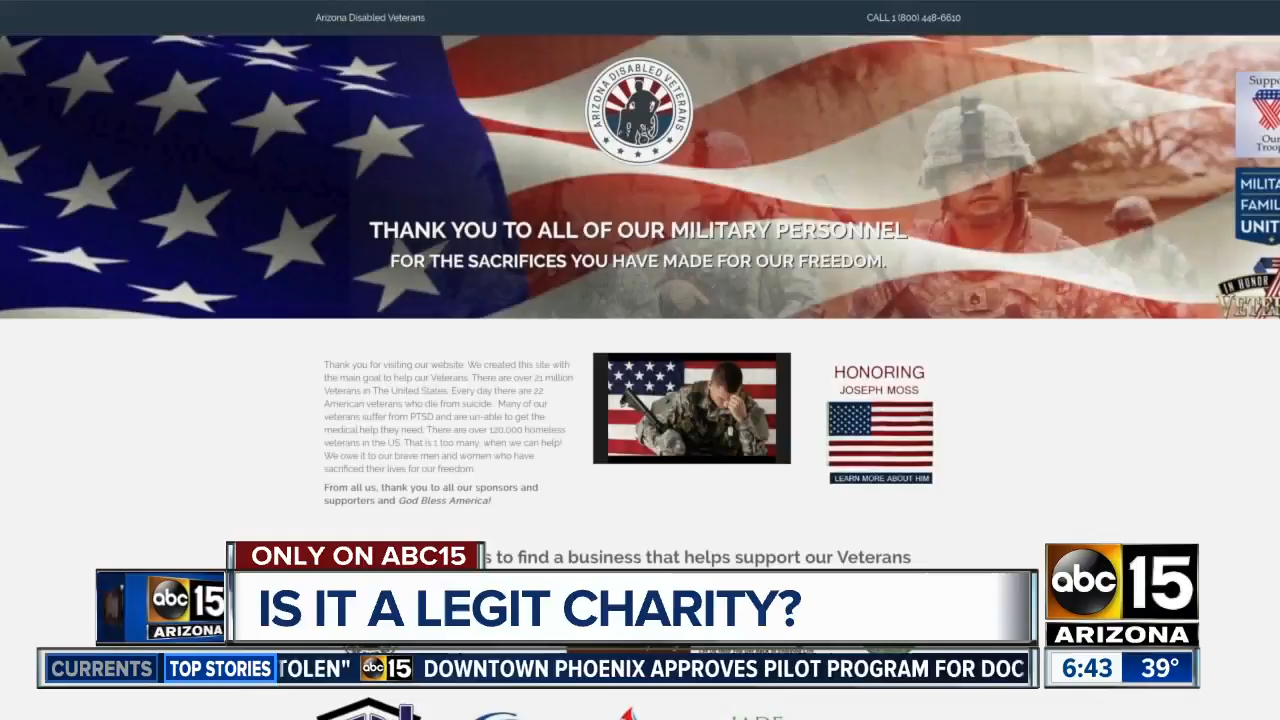 Arizona Disabled Veterans
CALL 1 (800) 448-6610
ARIZONA DISABLED VETERANS
THANK YOU TO ALL OF OUR MILITARY PERSONNEL
FOR THE SACRIFICES YOU HAVE MADE FOR OUR FREEDOM.
Suppo
Our
Troop
MILITA
FAMIL
UNIT
IN HONOR
VETER
Thank you for visiting our website. We created this site with
the main goal to help our Veterans. There are over 21 million
Veterans in The United States. Every day there are 22
American veterans who die from suicide. Many of our
veterans suffer from PTSD and are un-able to get the
medical help they need. There are over 120,000 homeless
veterans in the US. That is 1 too many, when we can help!
We owe it to our brave men and women who have
sacrificed their lives for our freedom.
From all us, thank you to all our sponsors and
supporters and God Bless America!
HONORING
JOSEPH MOSS
LEARN MORE ABOUT HIM
s to find a business that helps support our Veterans
ONLY ON ABC15
abc 15
ARIZONA
IS IT A LEGIT CHARITY?
abc 15
ARIZONA
CURRENTS
TOP STORIES
TOLEN"
abc 15
DOWNTOWN PHOENIX APPROVES PILOT PROGRAM FOR DOC
6:43
39°